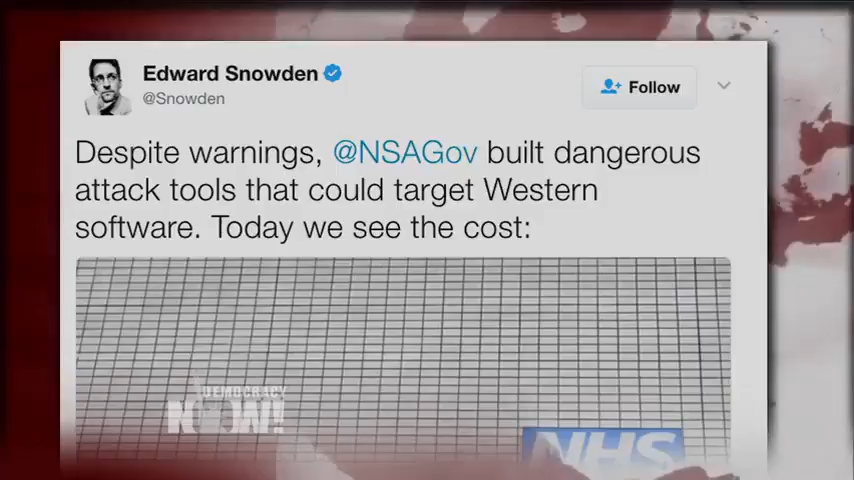 Edward Snowden
@Snowden
Follow
Despite warnings, @NSAGov built dangerous
attack tools that could target Western
software. Today we see the cost:
DEMOCRACY
NOW!
NHS